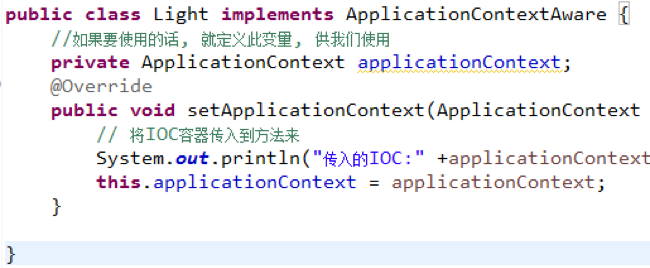 public class Light implements ApplicationContextAware {
//如果要使用的话, 就定义此变量, 供我们使用
private ApplicationContext applicationContext;
@Override
public void setApplicationContext(ApplicationContext
// 将IOC容器传入到方法来
System.out.println("传入的IOC:" +applicationContext
this.applicationContext = applicationContext;
}
}